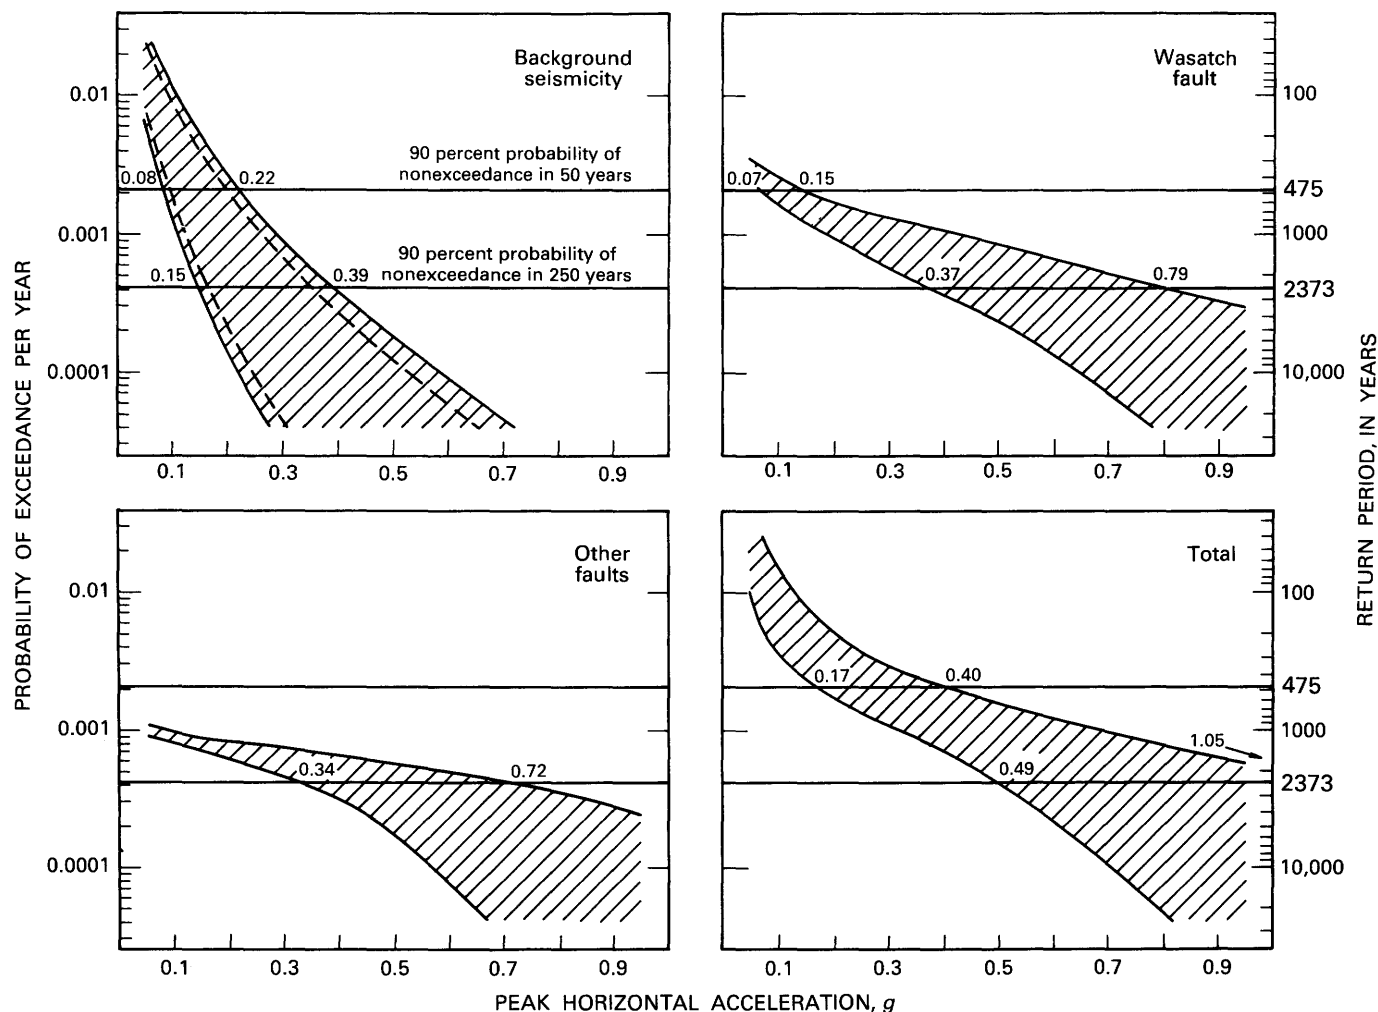 PROBABILITY OF EXCEEDANCE PER YEAR
Background
seismicity
0.01
90 percent probability of
nonexceedance in 50 years
0.08
0.22
0.001
90 percent probability of
nonexceedance in 250 years
0.15
0.39
0.0001
0.1 0.3 0.5 0.7 0.9
Wasatch
fault
100
0.07
0.15
475
1000
0.37
0.79
2373
10,000
0.1 0.3 0.5 0.7 0.9
Other
faults
0.01
0.001
0.34
0.72
0.0001
0.1 0.3 0.5 0.7 0.9
Total
100
0.17
0.40
475
1000
1.05
0.49
2373
10,000
0.1 0.3 0.5 0.7 0.9
RETURN PERIOD, IN YEARS
PEAK HORIZONTAL ACCELERATION, g